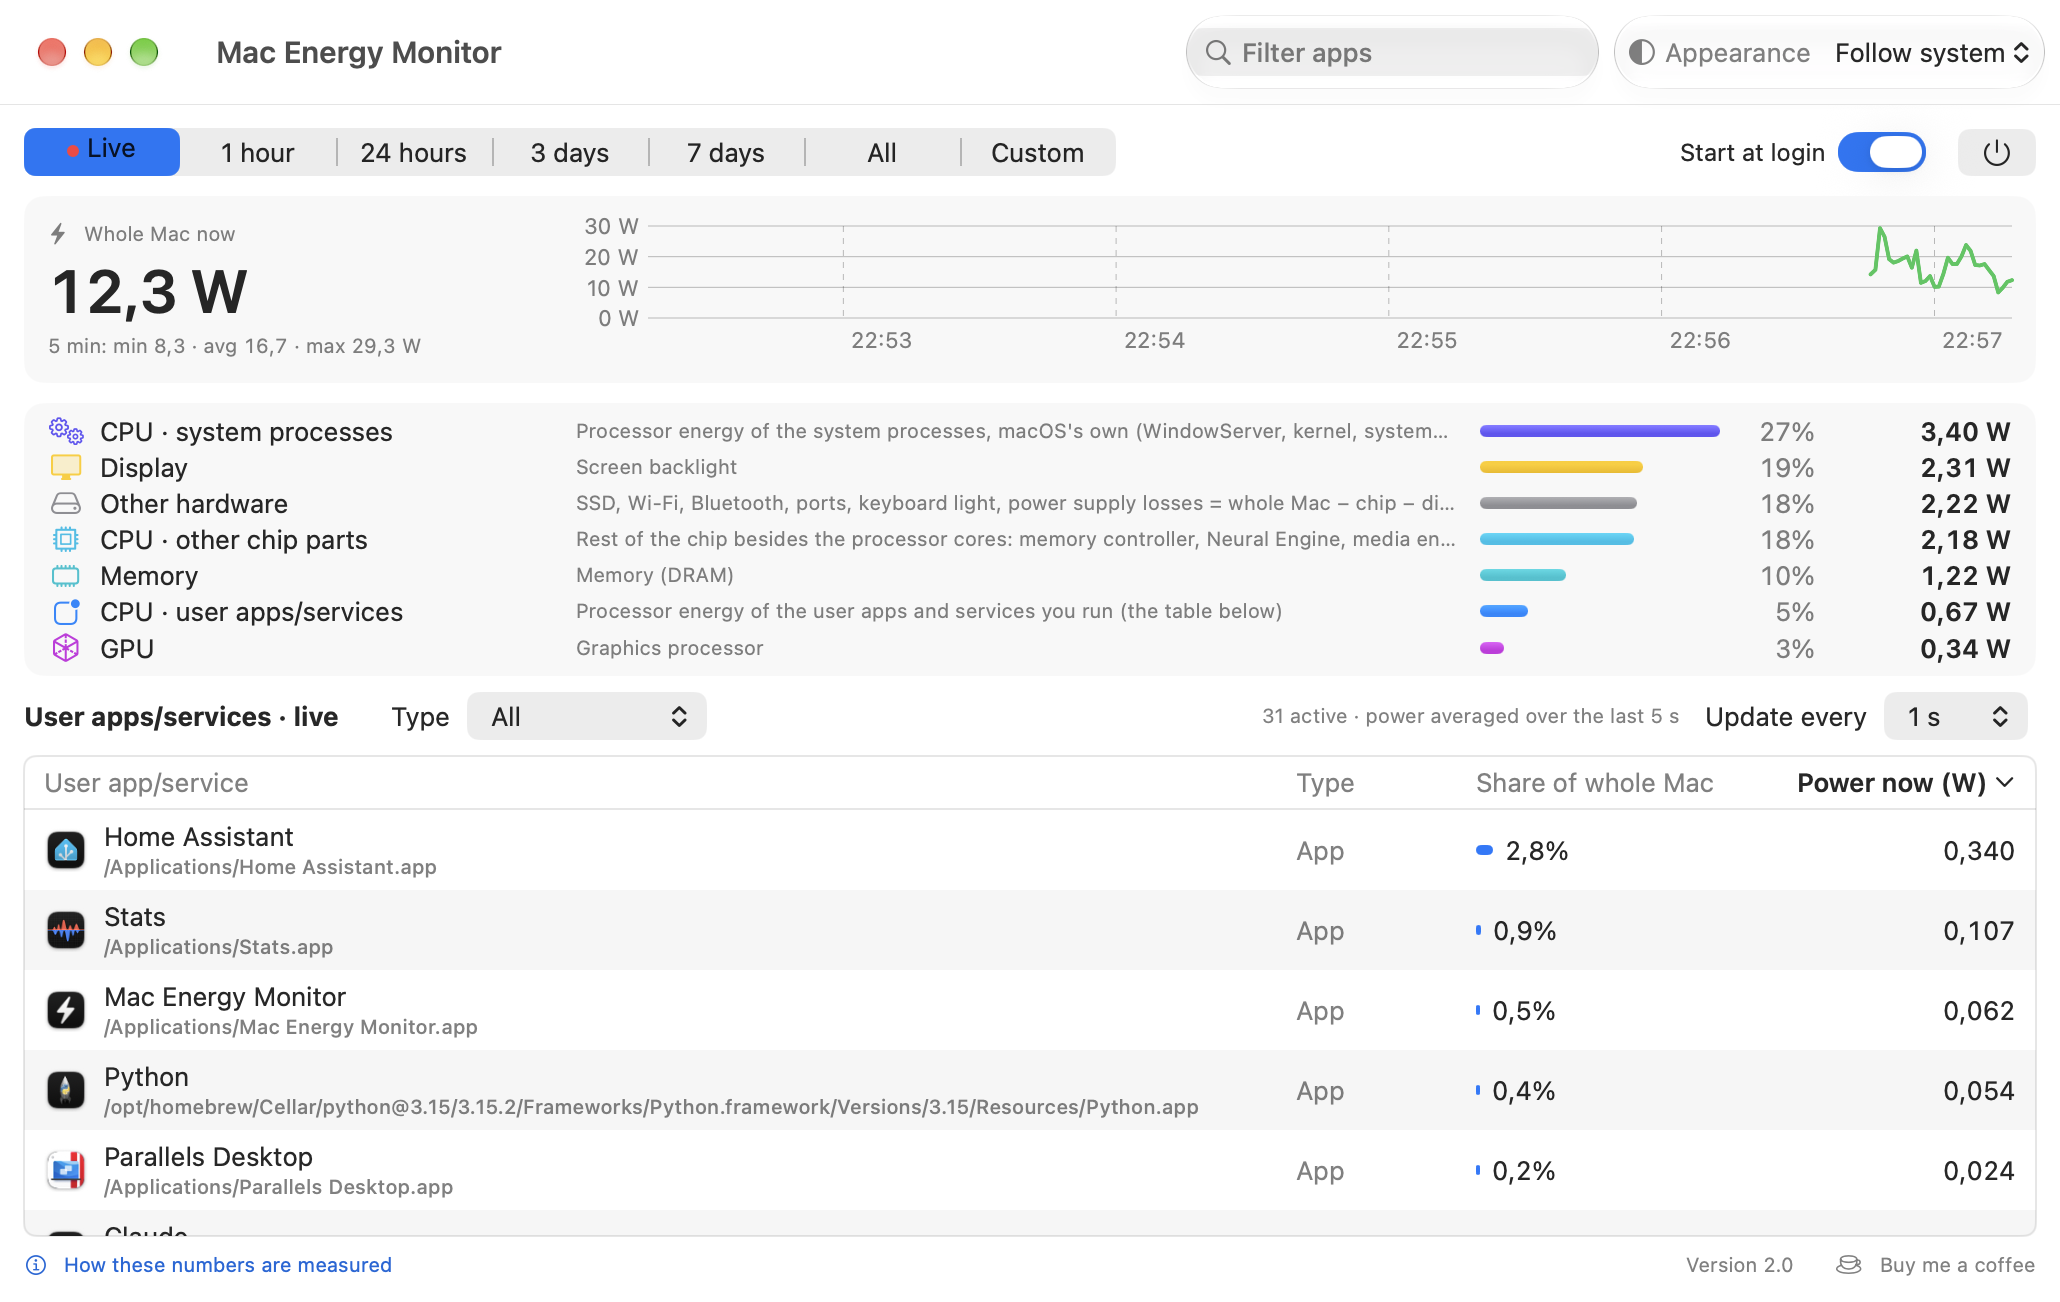 Mac Energy Monitor
Filter apps
Appearance Follow system
Live 1 hour 24 hours 3 days 7 days All Custom
Start at login
Whole Mac now
12,3 W
5 min: min 8,3 · avg 16,7 · max 29,3 W
30 W
20 W
10 W
0 W
22:53 22:54 22:55 22:56 22:57
CPU · system processes Processor energy of the system processes, macOS's own (WindowServer, kernel, system... 27% 3,40 W
Display Screen backlight 19% 2,31 W
Other hardware SSD, Wi-Fi, Bluetooth, ports, keyboard light, power supply losses = whole Mac – chip – di... 18% 2,22 W
CPU · other chip parts Rest of the chip besides the processor cores: memory controller, Neural Engine, media en... 18% 2,18 W
Memory Memory (DRAM) 10% 1,22 W
CPU · user apps/services Processor energy of the user apps and services you run (the table below) 5% 0,67 W
GPU Graphics processor 3% 0,34 W
User apps/services · live Type All 31 active · power averaged over the last 5 s Update every 1 s
User app/service Type Share of whole Mac Power now (W)
Home Assistant
/Applications/Home Assistant.app
App 2,8% 0,340
Stats
/Applications/Stats.app
App 0,9% 0,107
Mac Energy Monitor
/Applications/Mac Energy Monitor.app
App 0,5% 0,062
Python
/opt/homebrew/Cellar/python@3.15/3.15.2/Frameworks/Python.framework/Versions/3.15/Resources/Python.app
App 0,4% 0,054
Parallels Desktop
/Applications/Parallels Desktop.app
App 0,2% 0,024
Claude
How these numbers are measured
Version 2.0 Buy me a coffee